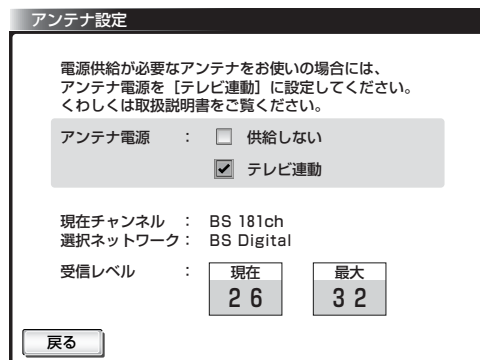 アンテナ設定
電源供給が必要なアンテナをお使いの場合には、
アンテナ電源を［テレビ連動］に設定してください。
くわしくは取扱説明書をご覧ください。
アンテナ電源 ： 供給しない
テレビ連動
現在チャンネル ： BS 181ch
選択ネットワーク： BS Digital
受信レベル ： 現在 最大
２６ ３２
戻る